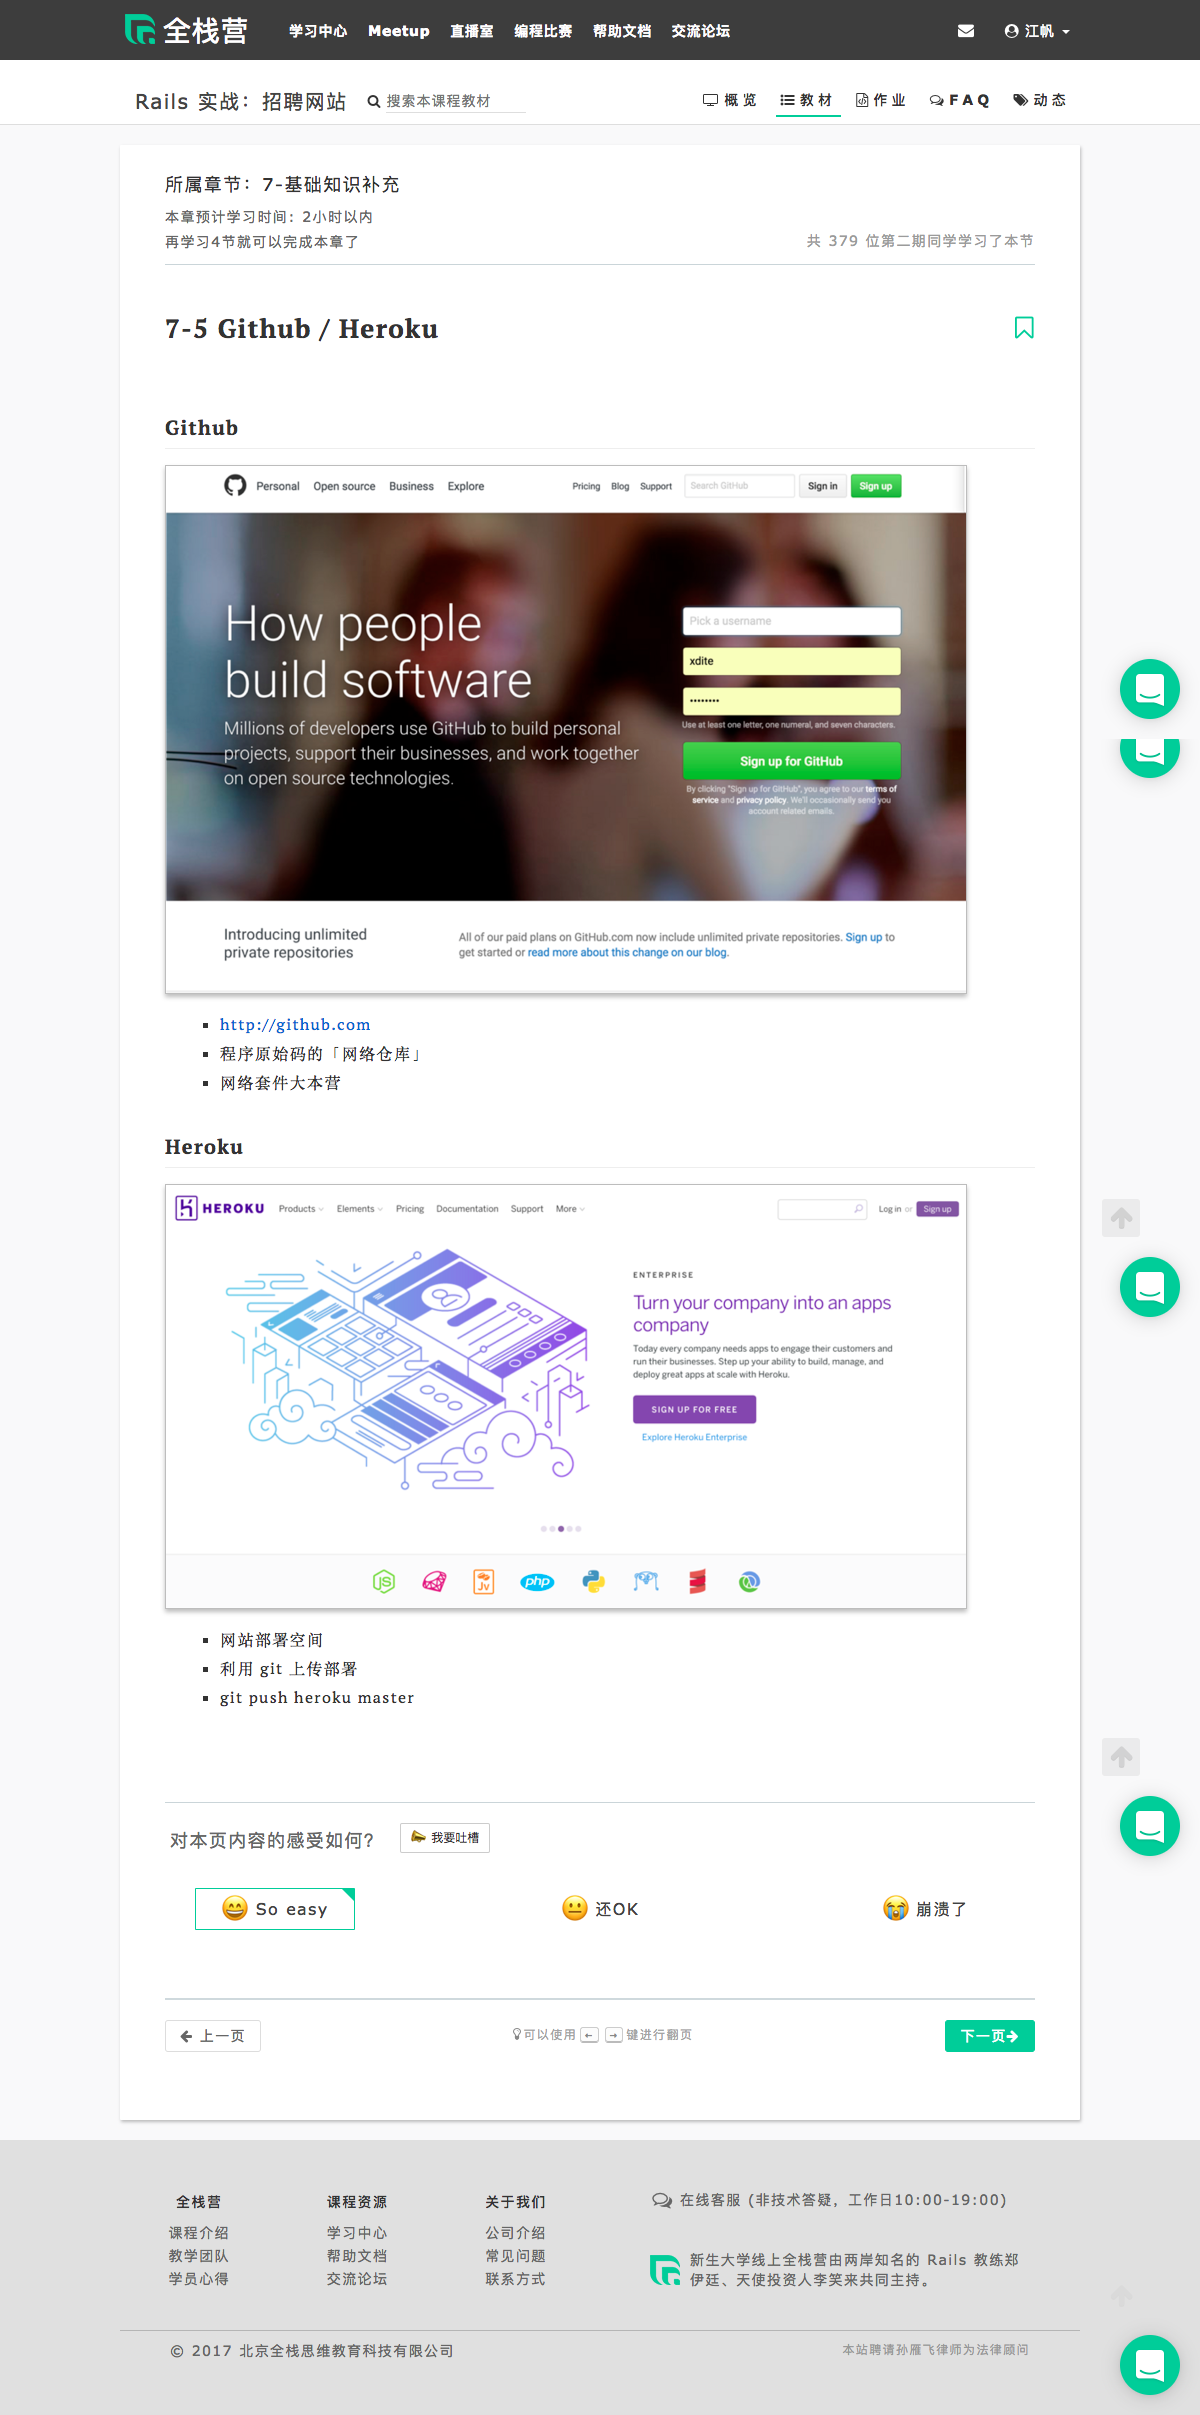 全栈营 学习中心 Meetup 直播室 编程比赛 帮助文档 交流论坛 江帆
Rails 实战：招聘网站 搜索本课程教材 概览 教材 作业 FAQ 动态
所属章节：7-基础知识补充
本章预计学习时间：2小时以内
再学习4节就可以完成本章了
共 379 位第二期同学学习了本节
7-5 Github / Heroku
Github
Personal Open source Business Explore Pricing Blog Support Search GitHub Sign in Sign up
How people
build software
Millions of developers use GitHub to build personal
projects, support their businesses, and work together
on open source technologies.
Pick a username
xdite
••••••••
Use at least one letter, one numeral, and seven characters.
Sign up for GitHub
By clicking "Sign up for GitHub", you agree to our terms of
service and privacy policy. We'll occasionally send you
account related emails.
Introducing unlimited
private repositories
All of our paid plans on GitHub.com now include unlimited private repositories. Sign up to
get started or read more about this change on our blog.
http://github.com
程序原始码的「网络仓库」
网络套件大本营
Heroku
HEROKU Products Elements Pricing Documentation Support More Log in or Sign up
ENTERPRISE
Turn your company into an apps
company
Today every company needs apps to engage their customers and
run their businesses. Step up your ability to build, manage, and
deploy great apps at scale with Heroku.
SIGN UP FOR FREE
Explore Heroku Enterprise
JS Jv php
网站部署空间
利用 git 上传部署
git push heroku master
对本页内容的感受如何? 我要吐槽
So easy 还OK 崩溃了
← 上一页 可以使用 ← → 键进行翻页 下一页→
全栈营 课程资源 关于我们
课程介绍 学习中心 公司介绍
教学团队 帮助文档 常见问题
学员心得 交流论坛 联系方式
在线客服 (非技术答疑，工作日10:00-19:00)
新生大学线上全栈营由两岸知名的 Rails 教练郑
伊廷、天使投资人李笑来共同主持。
© 2017 北京全栈思维教育科技有限公司
本站聘请孙雁飞律师为法律顾问